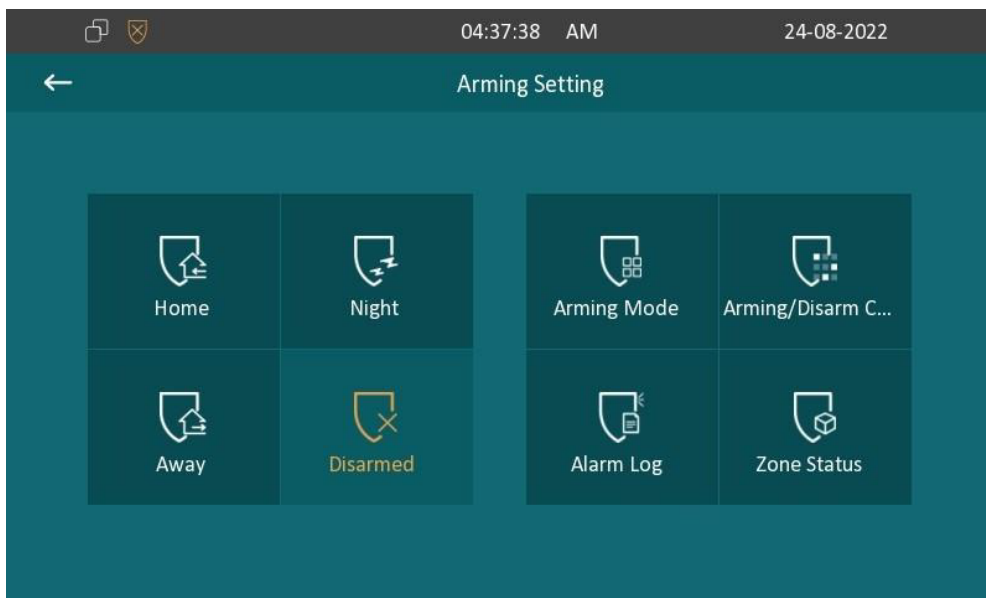 04:37:38 AM 24-08-2022
Arming Setting
Home
Night
Arming Mode
Arming/Disarm C...
Away
Disarmed
Alarm Log
Zone Status